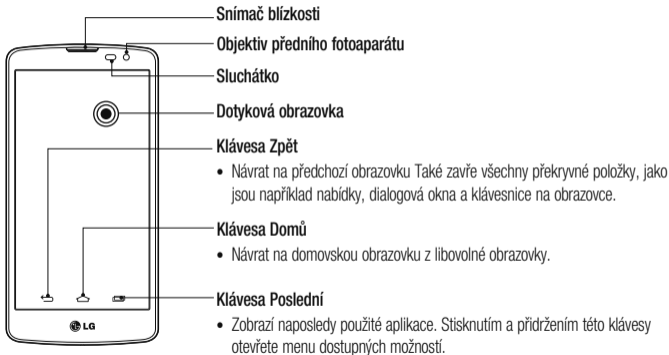 Snímač blízkosti
Objektiv předního fotoaparátu
Sluchátko
Dotyková obrazovka
Klávesa Zpět
• Návrat na předchozí obrazovku Také zavře všechny překryvné položky, jako
jsou například nabídky, dialogová okna a klávesnice na obrazovce.
Klávesa Domů
• Návrat na domovskou obrazovku z libovolné obrazovky.
Klávesa Poslední
• Zobrazí naposledy použité aplikace. Stisknutím a přidržením této klávesy
otevřete menu dostupných možností.
LG